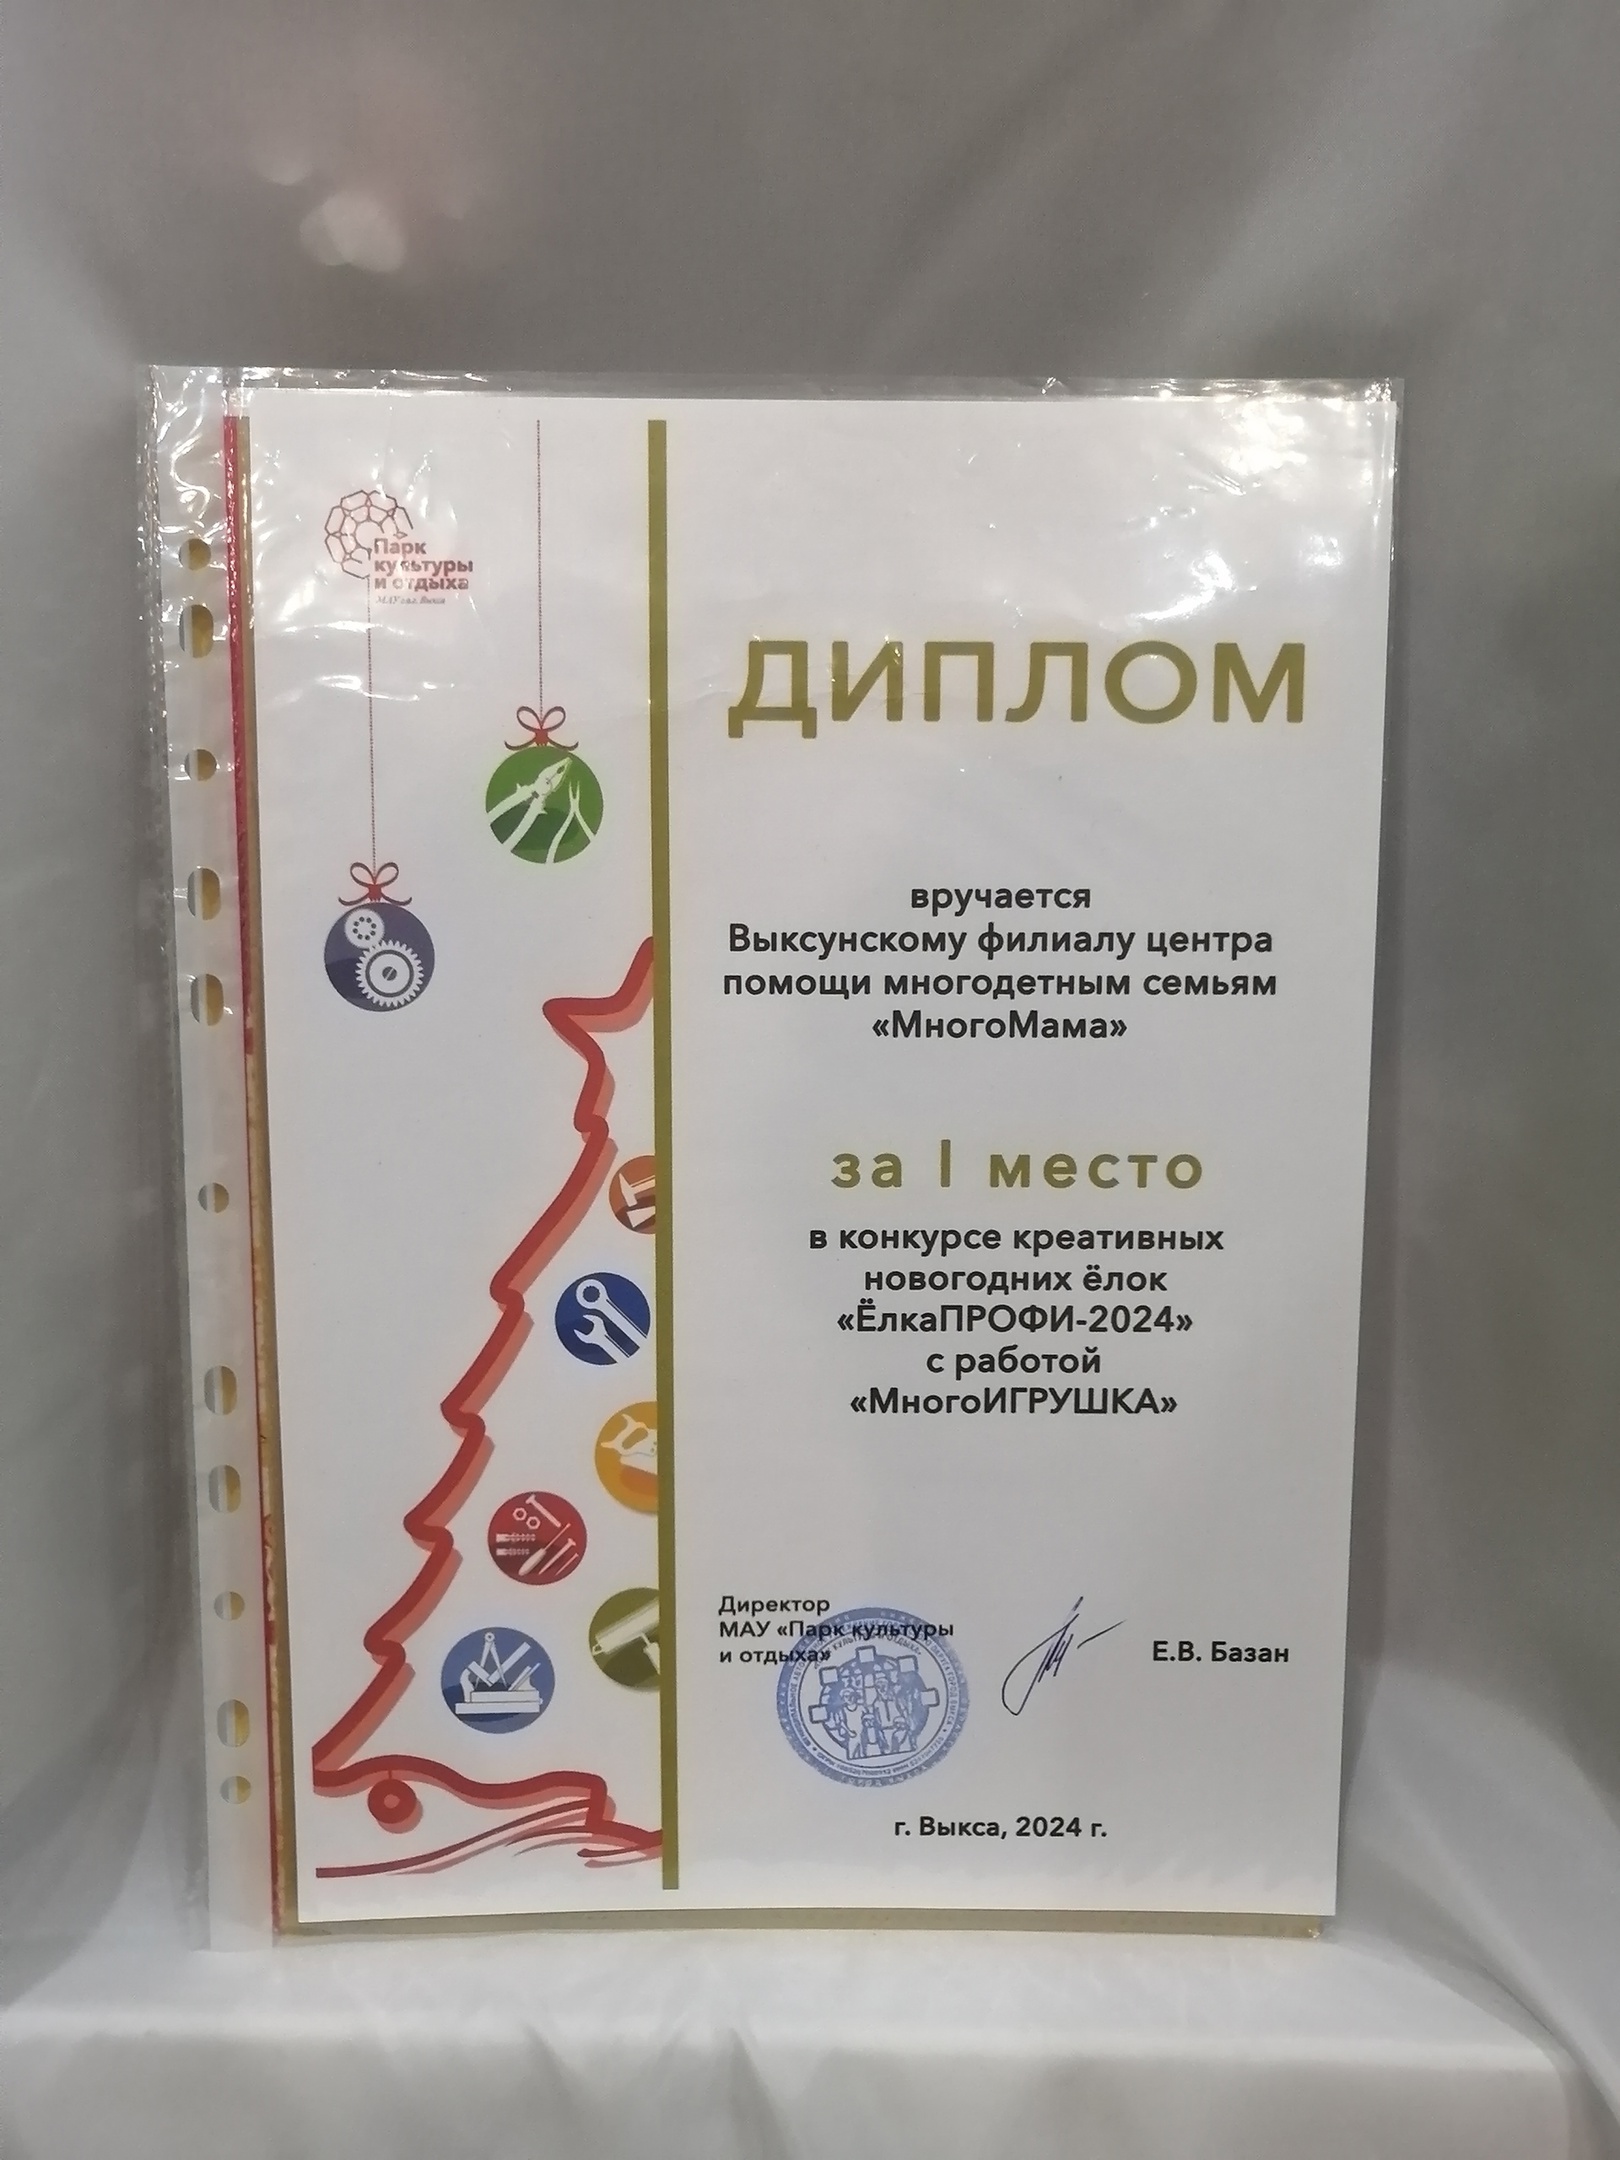 Парк
культуры
и отдыха
ДИПЛОМ
вручается
Выксунскому филиалу центра
помощи многодетным семьям
«МногоМама»
за I место
в конкурсе креативных
новогодних ёлок
«ЁлкаПРОФИ-2024»
с работой
«МногоИГРУШКА»
Директор
МАУ «Парк культуры
и отдыха»
Е.В. Базан
г. Выкса, 2024 г.